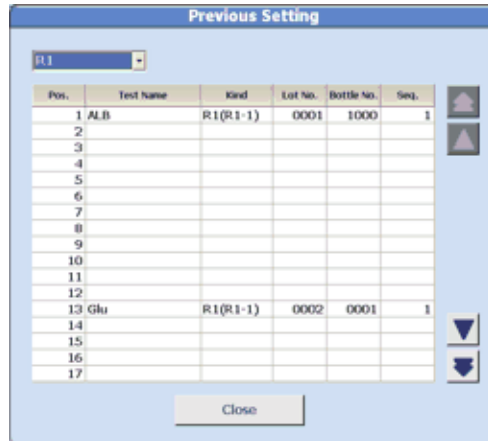 Previous Setting
R1
Pos. Test Name Kind Lot No. Bottle No. Seq.
1 ALB R1(R1-1) 0001 1000 1
2
3
4
5
6
7
8
9
10
11
12
13 Glu R1(R1-1) 0002 0001 1
14
15
16
17
Close